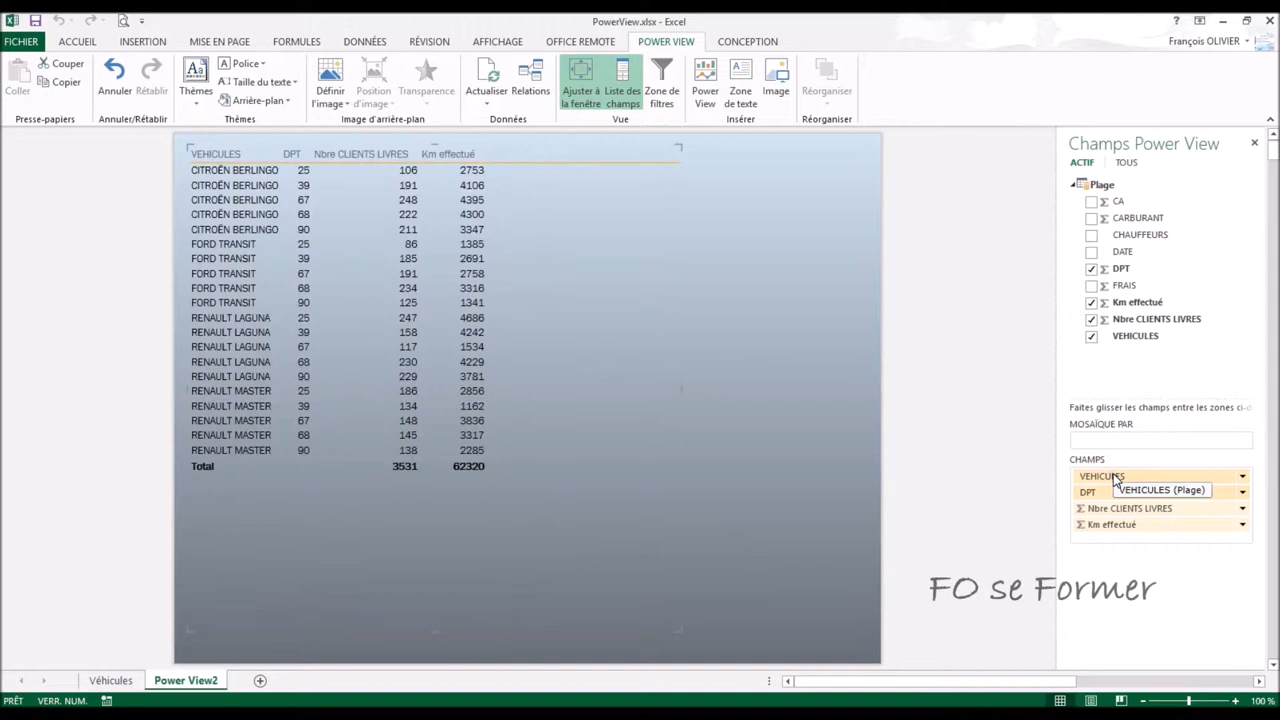 PowerView.xlsx - Excel
FICHIER ACCUEIL INSERTION MISE EN PAGE FORMULES DONNÉES RÉVISION AFFICHAGE OFFICE REMOTE POWER VIEW CONCEPTION François OLIVIER
Coller Couper Copier
Presse-papiers
Annuler Rétablir
Annuler/Rétablir
Thèmes Police Taille du texte Arrière-plan
Thèmes
Définir l'image Position d'image Transparence
Image d'arrière-plan
Actualiser Relations
Données
Ajuster à la fenêtre Liste des champs Zone de filtres
Vue
Power View Zone de texte Image
Insérer
Réorganiser
Réorganiser
VEHICULES DPT Nbre CLIENTS LIVRES Km effectué
CITROËN BERLINGO 25 106 2753
CITROËN BERLINGO 39 191 4106
CITROËN BERLINGO 67 248 4395
CITROËN BERLINGO 68 222 4300
CITROËN BERLINGO 90 211 3347
FORD TRANSIT 25 86 1385
FORD TRANSIT 39 185 2691
FORD TRANSIT 67 191 2758
FORD TRANSIT 68 234 3316
FORD TRANSIT 90 125 1341
RENAULT LAGUNA 25 247 4686
RENAULT LAGUNA 39 158 4242
RENAULT LAGUNA 67 117 1534
RENAULT LAGUNA 68 230 4229
RENAULT LAGUNA 90 229 3781
RENAULT MASTER 25 186 2856
RENAULT MASTER 39 134 1162
RENAULT MASTER 67 148 3836
RENAULT MASTER 68 145 3317
RENAULT MASTER 90 138 2285
Total 3531 62320
Champs Power View
ACTIF TOUS
Plage
Σ CA
Σ CARBURANT
CHAUFFEURS
DATE
Σ DPT
Σ FRAIS
Σ Km effectué
Σ Nbre CLIENTS LIVRES
VEHICULES
Faites glisser les champs entre les zones ci-d
MOSAÏQUE PAR
CHAMPS
VEHICULES
DPT
VEHICULES (Plage)
Σ Nbre CLIENTS LIVRES
Σ Km effectué
FO se Former
Véhicules Power View2
PRÊT VERR. NUM. 100 %